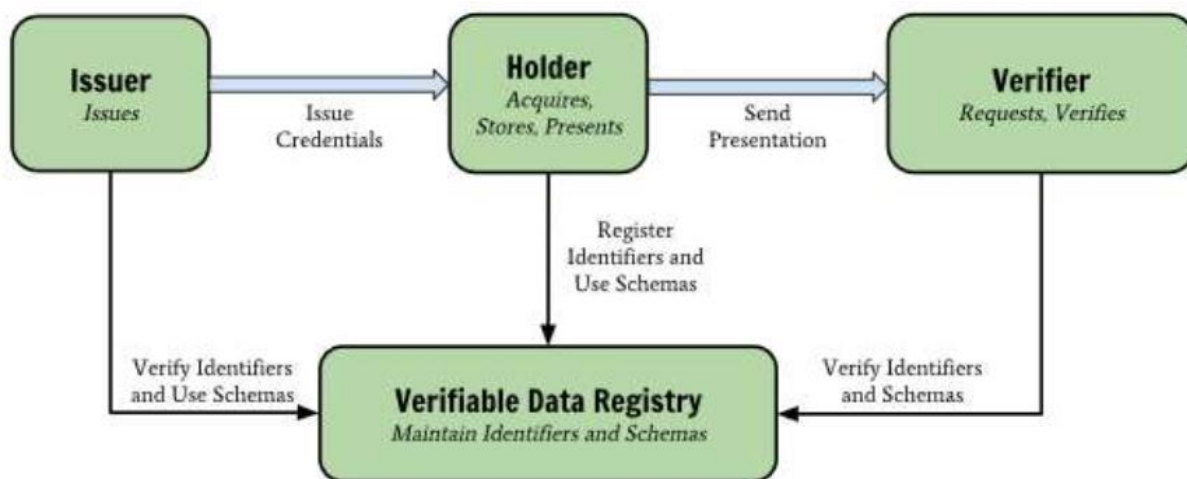 Issuer
Issues
Issue
Credentials
Holder
Acquires,
Stores, Presents
Send
Presentation
Verifier
Requests, Verifies
Register
Identifiers and
Use Schemas
Verify Identifiers
and Use Schemas
Verifiable Data Registry
Maintain Identifiers and Schemas
Verify Identifiers
and Schemas